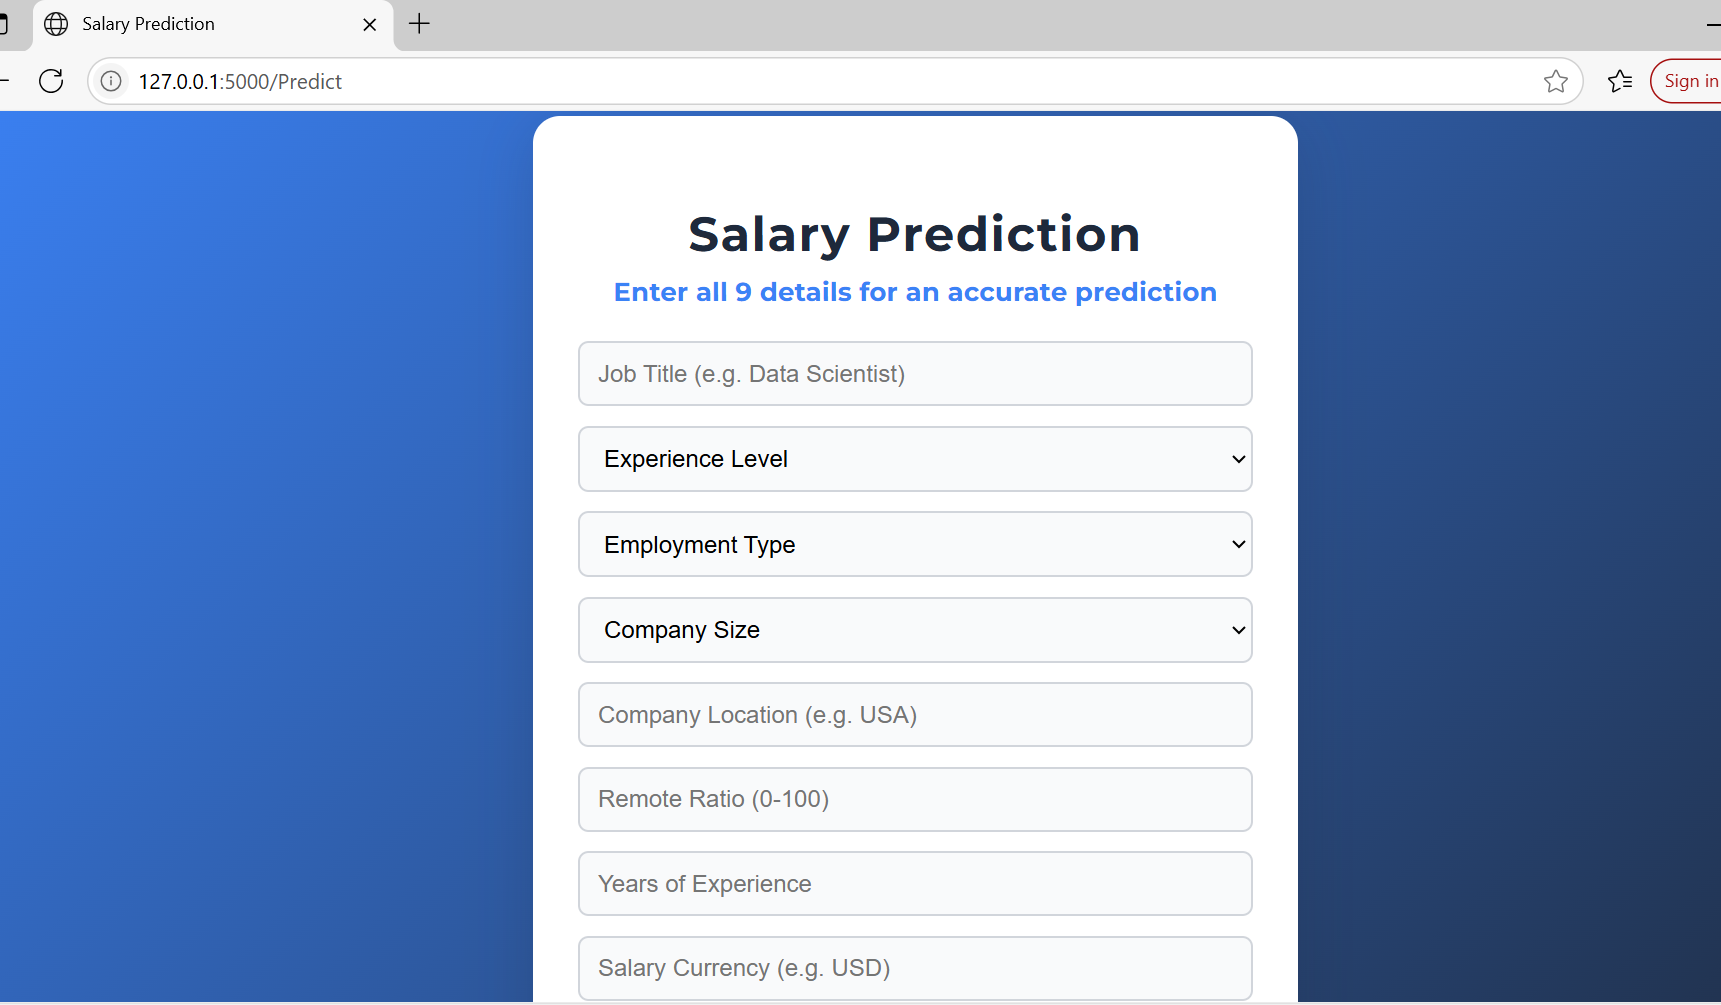 Salary Prediction
127.0.0.1:5000/Predict
Sign in
Salary Prediction
Enter all 9 details for an accurate prediction
Job Title (e.g. Data Scientist)
Experience Level
Employment Type
Company Size
Company Location (e.g. USA)
Remote Ratio (0-100)
Years of Experience
Salary Currency (e.g. USD)